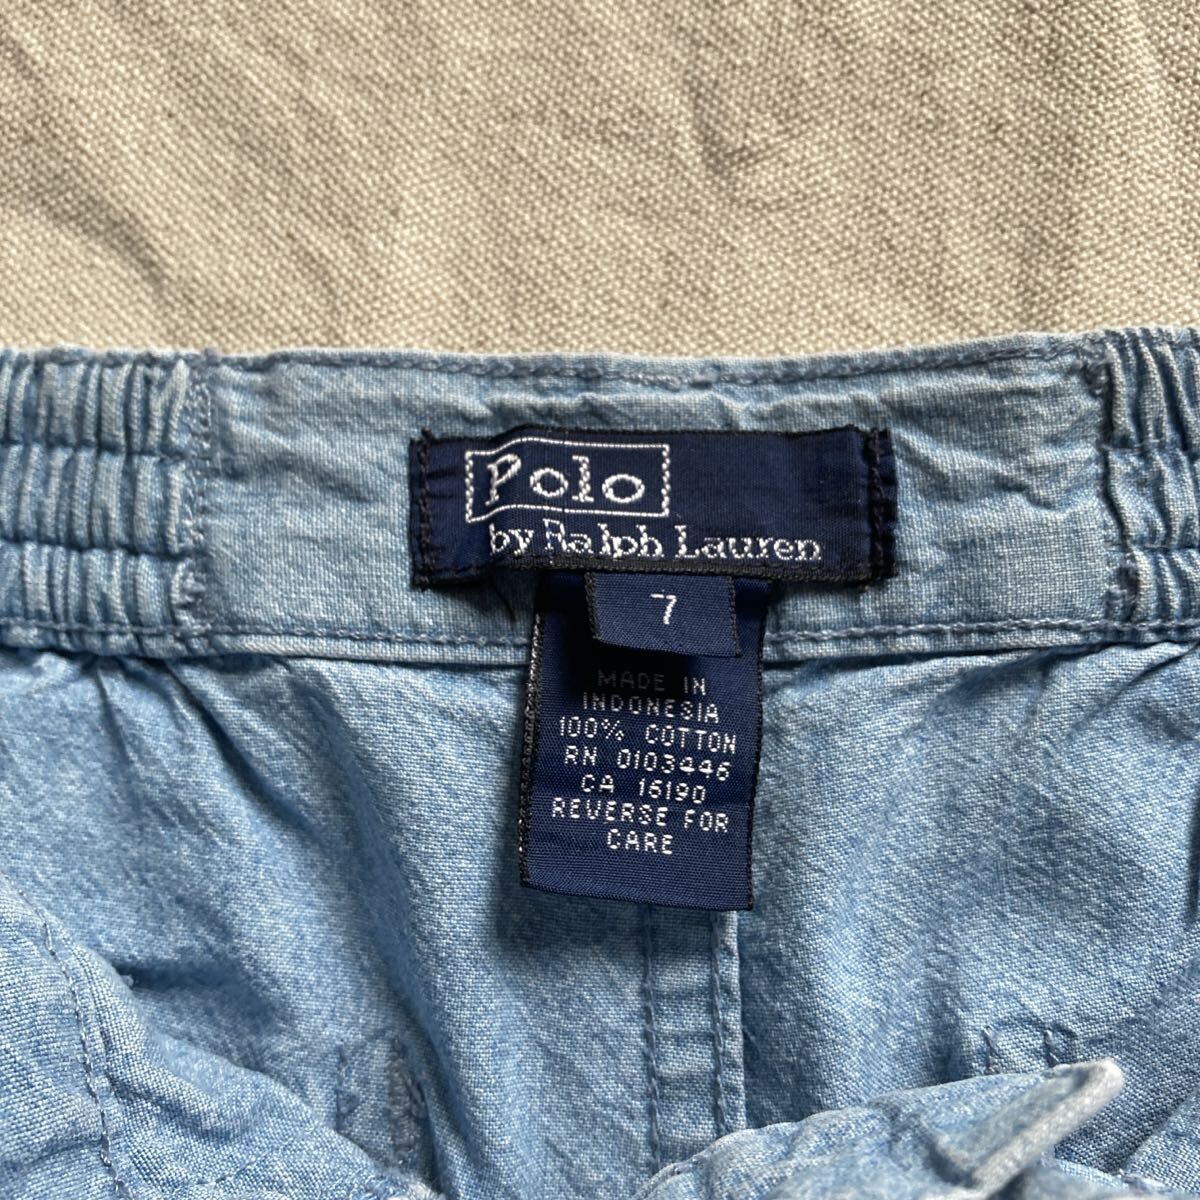 Polo
by Ralph Lauren
7
MADE IN
INDONESIA
100% COTTON
RN 0103446
CA 16190
REVERSE FOR
CARE